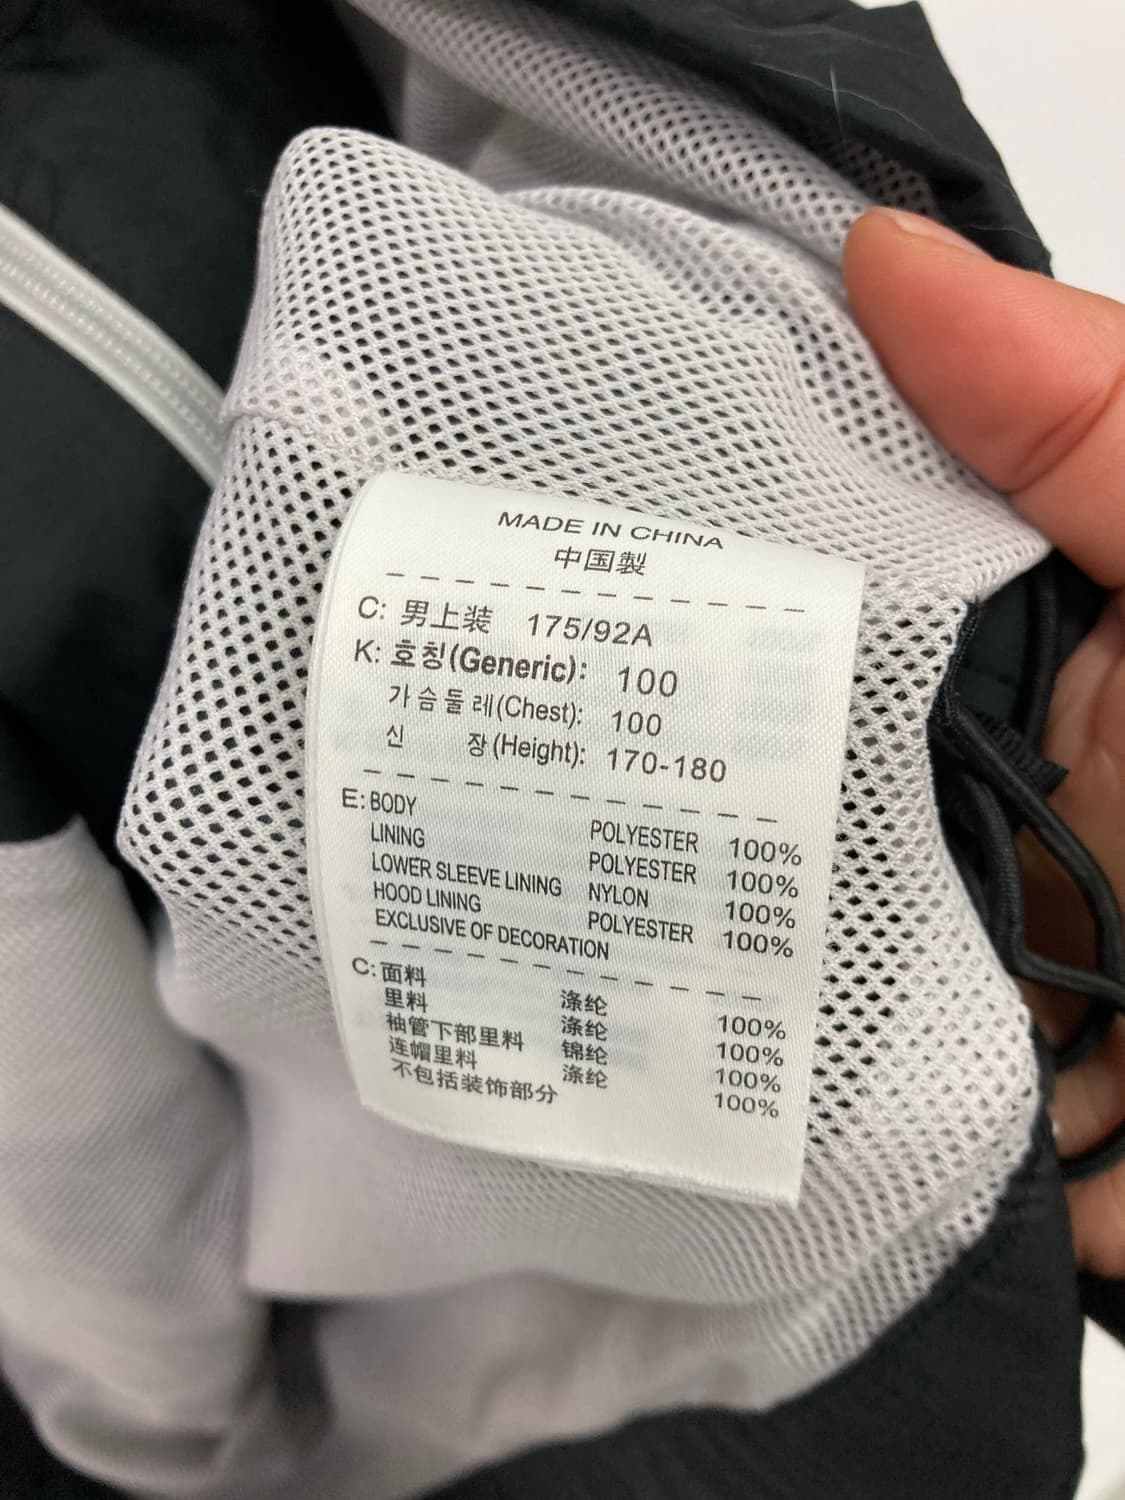 MADE IN CHINA
中国製
C: 男上装 175/92A
K: 호칭(Generic): 100
가슴둘레(Chest): 100
신 장(Height): 170-180
E: BODY POLYESTER 100%
LINING POLYESTER 100%
LOWER SLEEVE LINING NYLON 100%
HOOD LINING POLYESTER 100%
EXCLUSIVE OF DECORATION
C: 面料 涤纶 100%
里料 涤纶 100%
袖管下部里料 锦纶 100%
连帽里料 涤纶 100%
不包括装饰部分